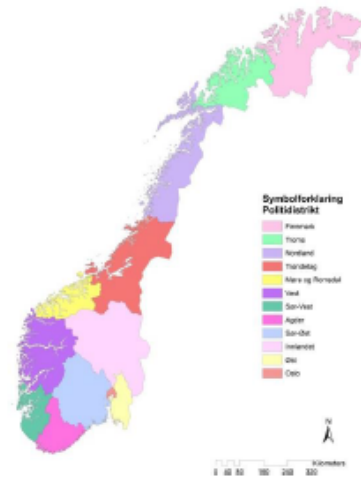 Symbolforklaring
Politidistrikt
Finnmark
Troms
Nordland
Trøndelag
Møre og Romsdal
Vest
Sør-Vest
Agder
Sør-Øst
Innlandet
Øst
Oslo
N
Kilometers
0 40 80 160 240 320